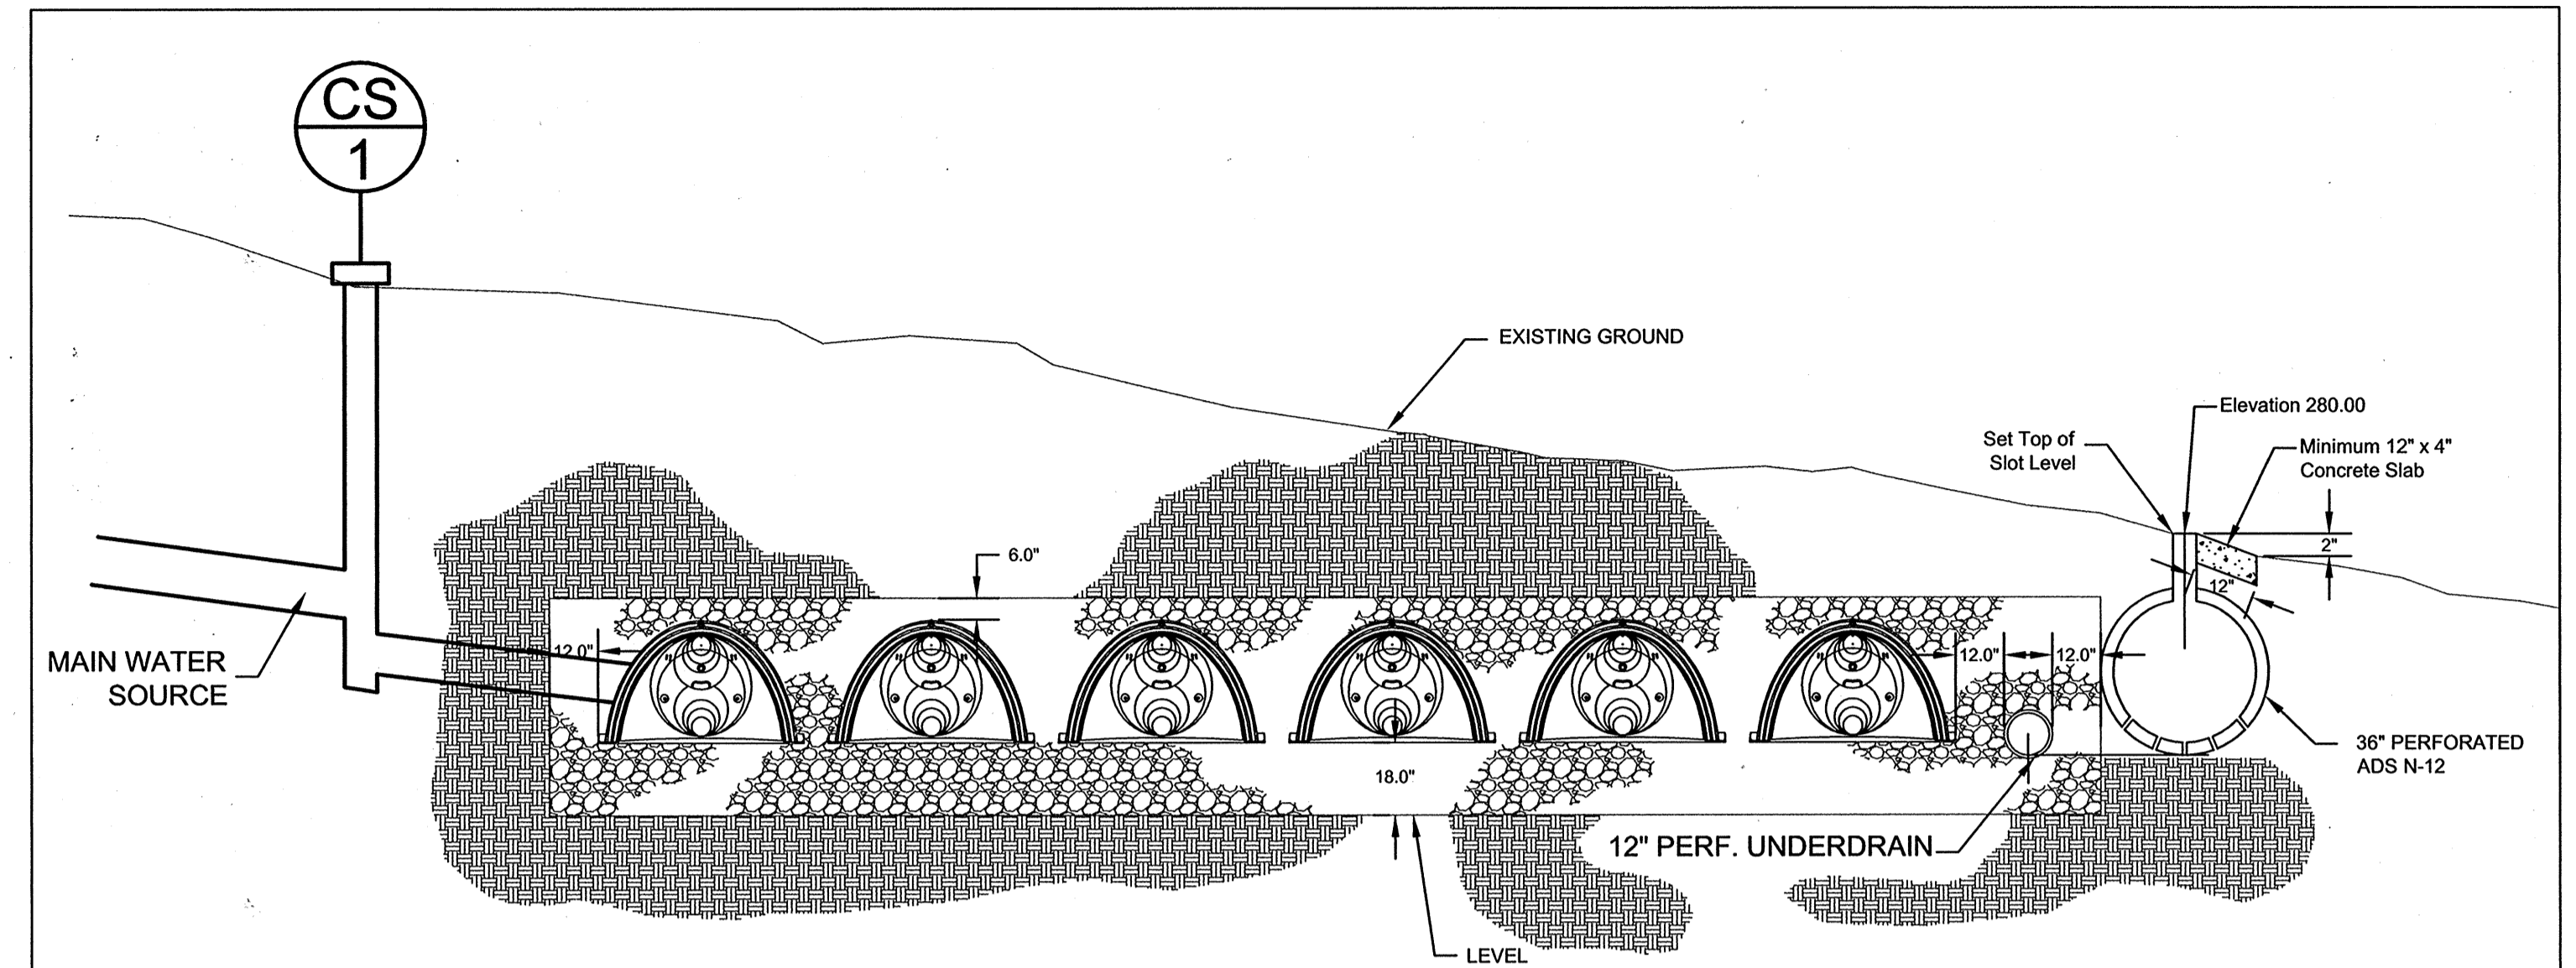 CS
1
EXISTING GROUND
Elevation 280.00
Set Top of
Slot Level
Minimum 12" x 4"
Concrete Slab
2"
12"
6.0"
12.0"
12.0"
12.0"
MAIN WATER
SOURCE
18.0"
36" PERFORATED
ADS N-12
12" PERF. UNDERDRAIN
LEVEL